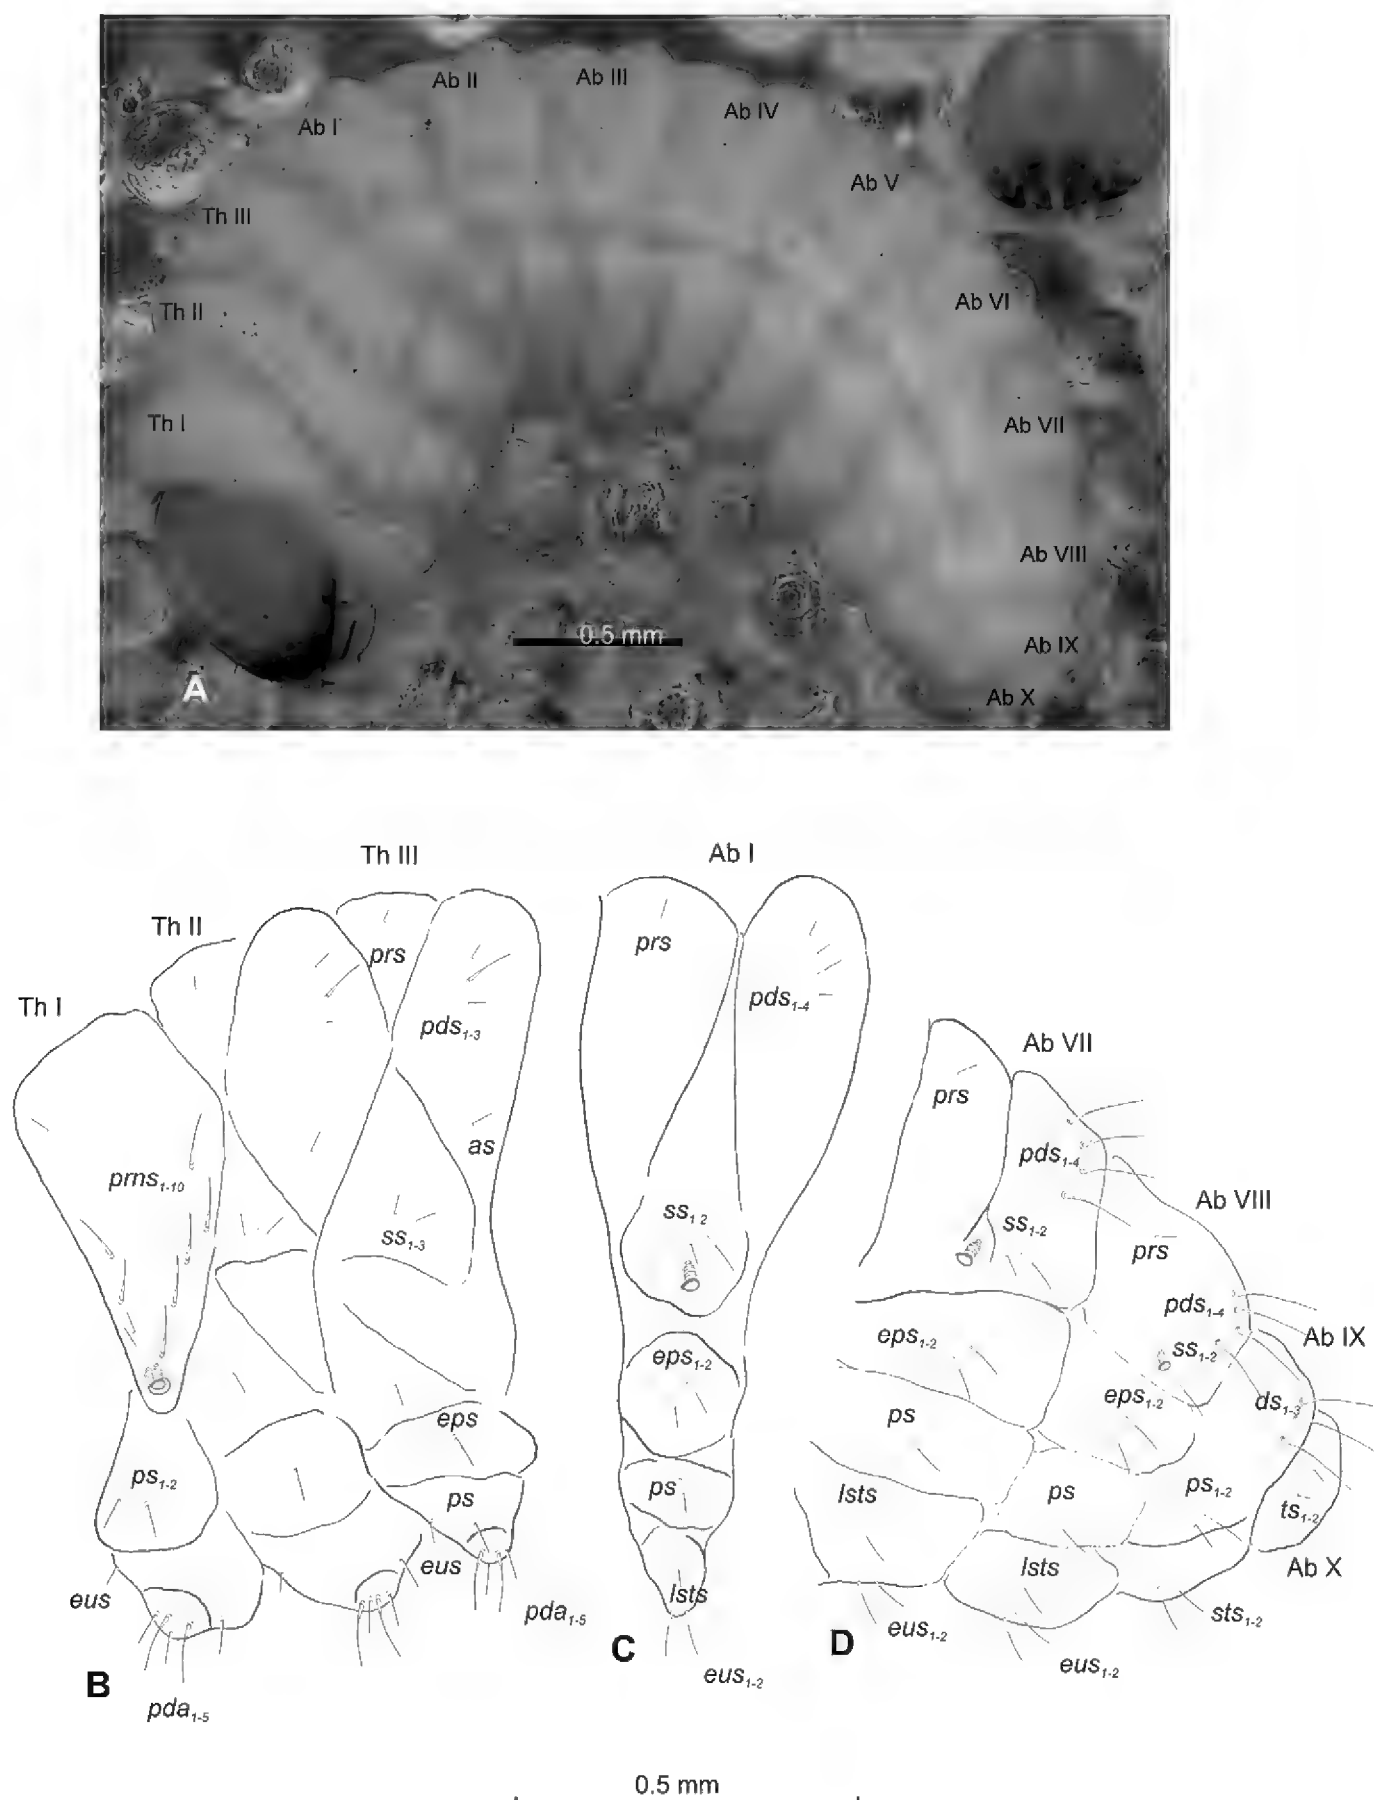 Ab II
Ab III
Ab IV
Ab I
Ab V
Th III
Ab VI
Th II
Th I
Ab VII
Ab VIII
0.5 mm
Ab IX
A
Ab X
Th III
Ab I
Th II
prs
prs
Th I
pds1-4
pds1-3
Ab VII
prs
as
pds1-4
prns1-10
Ab VIII
ss1-2
ss1-2
ss1-3
prs
pds1-4
Ab IX
eps1-2
ss1-2
eps1-2
eps1-2
ds1-3
eps
ps
ps1-2
ps
ps
lsts
ps
ps1-2
ts1-2
eus
lsts
Ab X
eus
lsts
pda1-5
sts1-2
eus1-2
B
C
D
eus1-2
eus1-2
pda1-5
0.5 mm